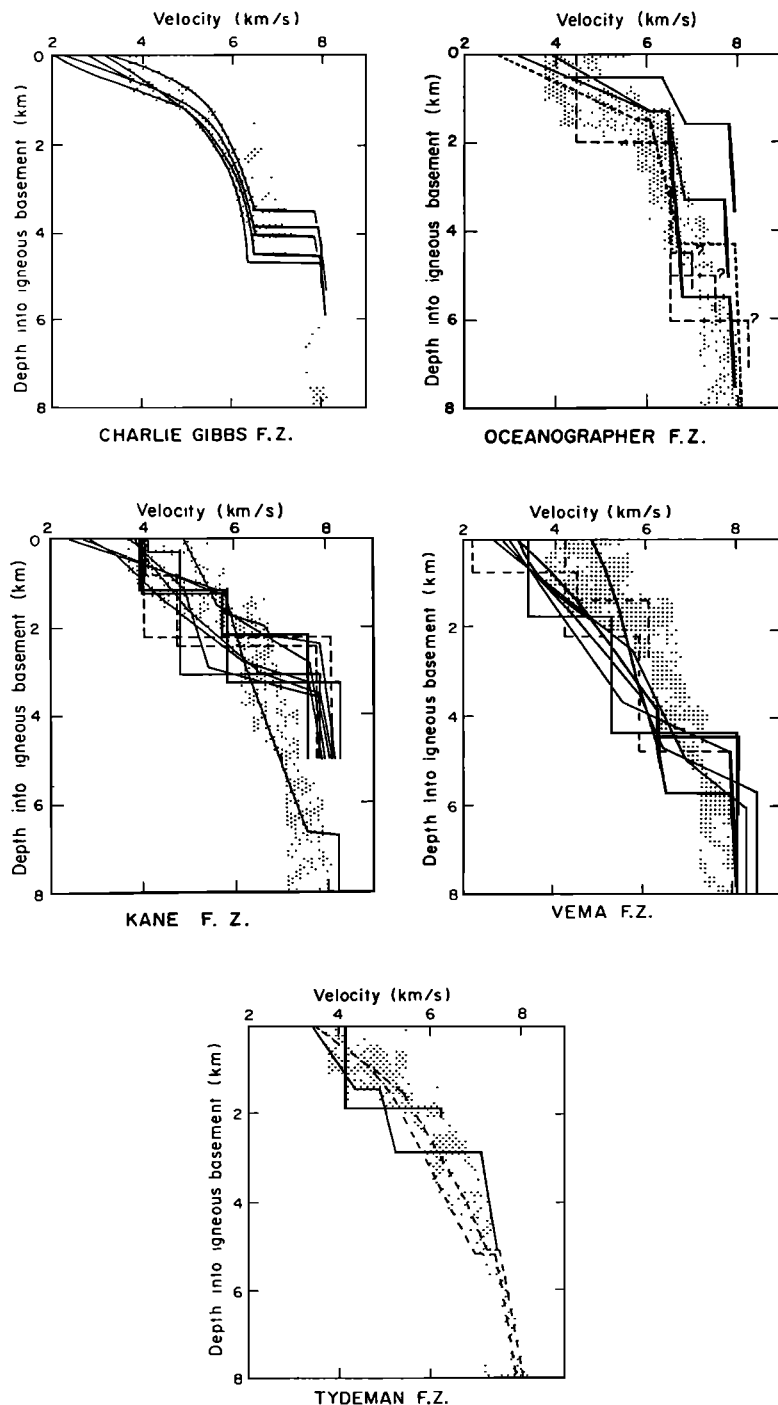 Velocity (km/s)
2 4 6 8
0
2
4
6
8
Depth into igneous basement (km)
CHARLIE GIBBS F.Z.
Velocity (km/s)
2 4 6 8
0
2
4
6
8
Depth into igneous basement (km)
?
?
?
OCEANOGRAPHER F.Z.
Velocity (km/s)
2 4 6 8
0
2
4
6
8
Depth into igneous basement (km)
KANE F. Z.
Velocity (km/s)
2 4 6 8
0
2
4
6
8
Depth into igneous basement (km)
VEMA F.Z.
Velocity (km/s)
2 4 6 8
2
4
6
8
Depth into igneous basement (km)
TYDEMAN F.Z.